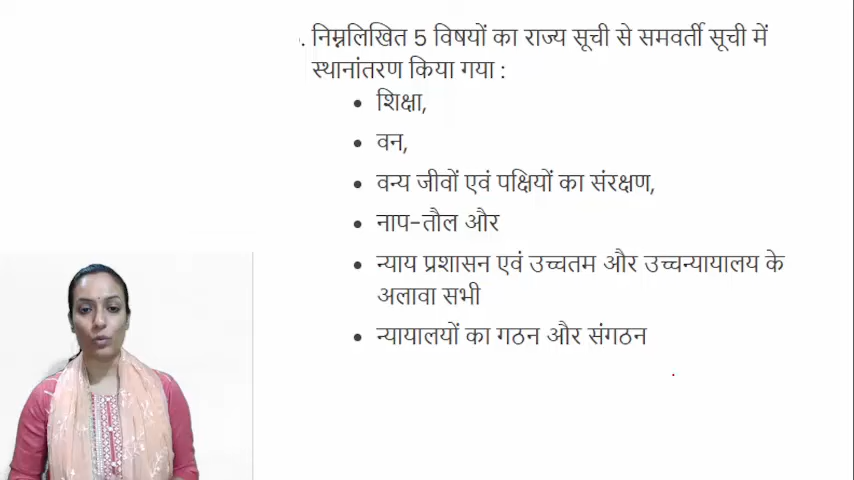 . निम्नलिखित 5 विषयों का राज्य सूची से समवर्ती सूची में
स्थानांतरण किया गया :
• शिक्षा,
• वन,
• वन्य जीवों एवं पक्षियों का संरक्षण,
• नाप-तौल और
• न्याय प्रशासन एवं उच्चतम और उच्चन्यायालय के
अलावा सभी
• न्यायालयों का गठन और संगठन